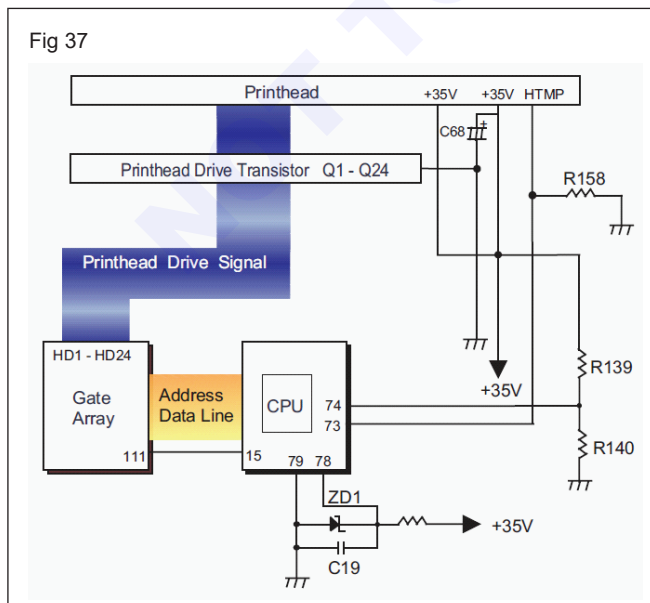 Fig 37
Printhead
+35V +35V HTMP
C68 +
Printhead Drive Transistor Q1 - Q24
R158
Printhead Drive Signal
HD1 - HD24
Gate
Array
111
Address
Data Line
CPU
74
73
15
79 78
+35V
R139
R140
ZD1
+35V
C19